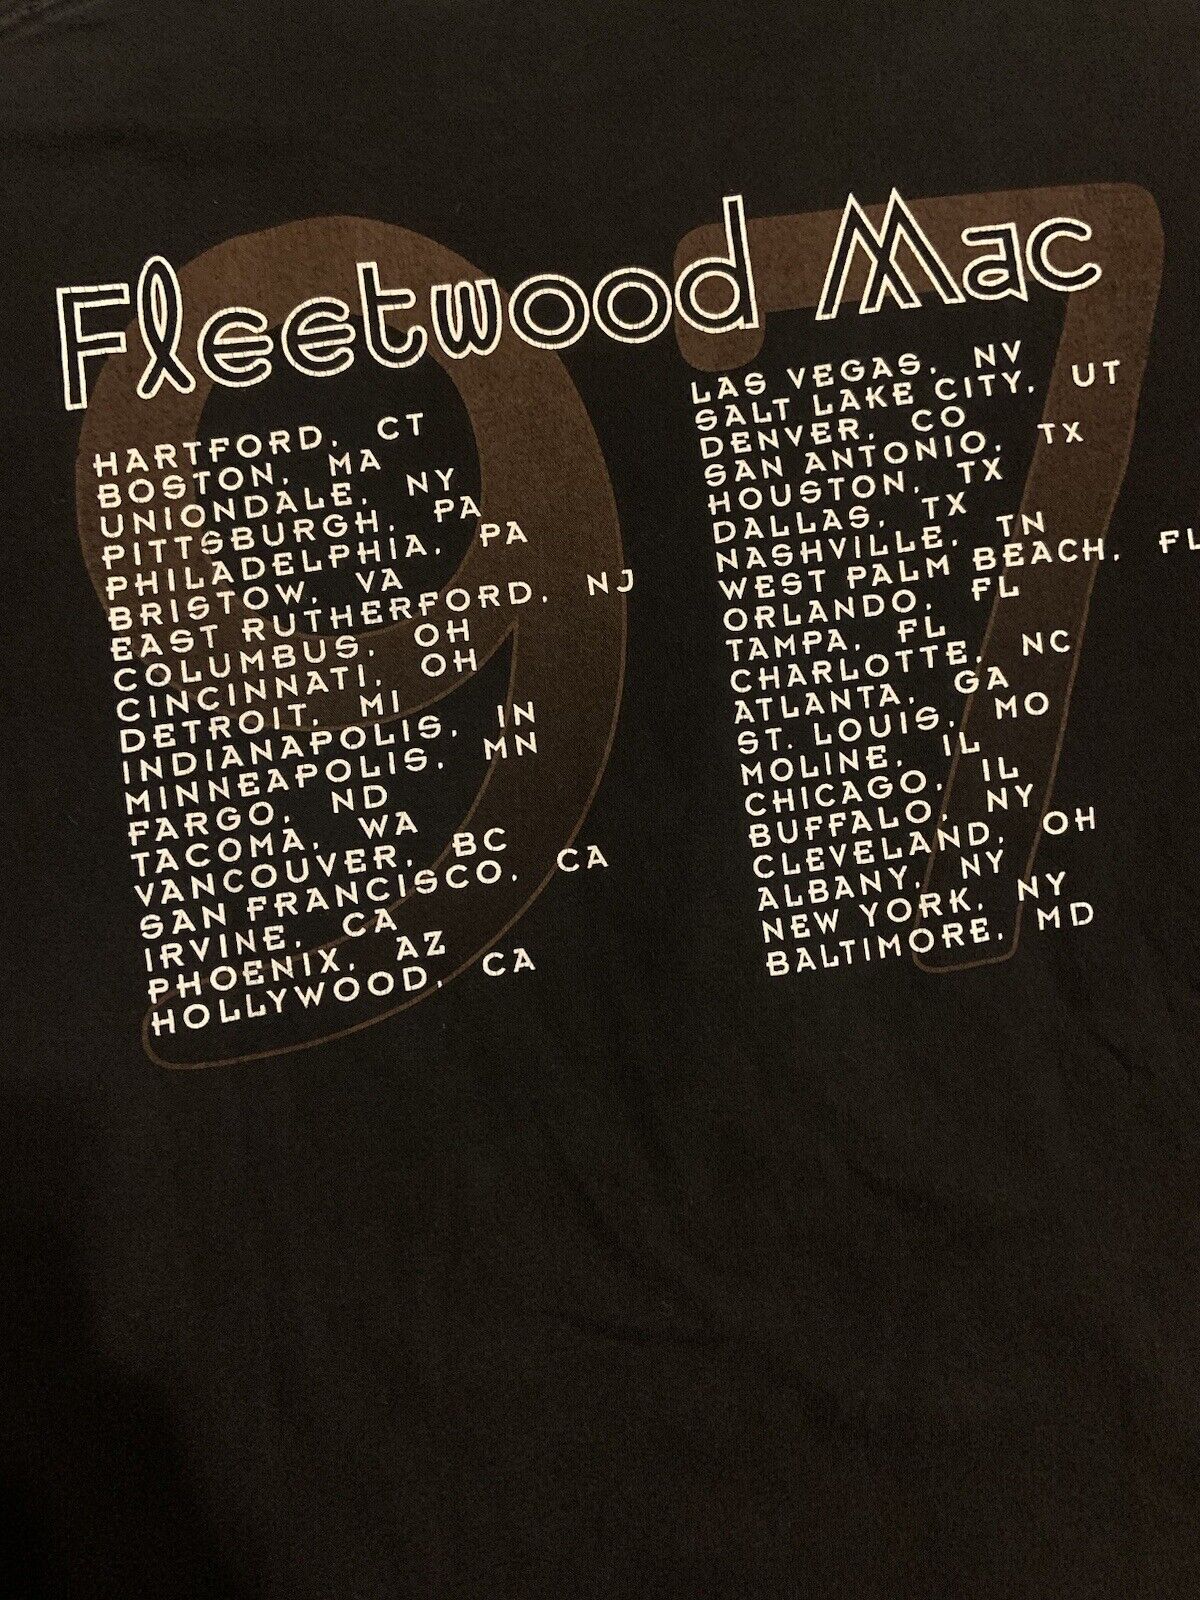 Fleetwood Mac
97
HARTFORD, CT
BOSTON, MA
UNIONDALE, NY
PITTSBURGH, PA
PHILADELPHIA, PA
BRISTOW, VA
EAST RUTHERFORD, NJ
COLUMBUS, OH
CINCINNATI, OH
DETROIT, MI
INDIANAPOLIS, IN
MINNEAPOLIS, MN
FARGO, ND
TACOMA, WA
VANCOUVER, BC
SAN FRANCISCO, CA
IRVINE, CA
PHOENIX, AZ
HOLLYWOOD, CA
LAS VEGAS, NV
SALT LAKE CITY, UT
DENVER, CO
SAN ANTONIO, TX
HOUSTON, TX
DALLAS, TX
NASHVILLE, TN
WEST PALM BEACH, FL
ORLANDO, FL
TAMPA, FL
CHARLOTTE, NC
ATLANTA, GA
ST. LOUIS, MO
MOLINE, IL
CHICAGO, IL
BUFFALO, NY
CLEVELAND, OH
ALBANY, NY
NEW YORK, NY
BALTIMORE, MD